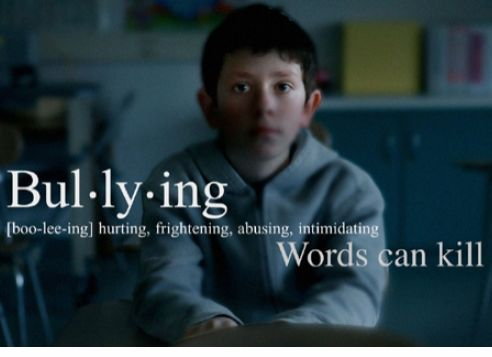 Bul·ly·ing
[boo-lee-ing] hurting, frightening, abusing, intimidating
Words can kill